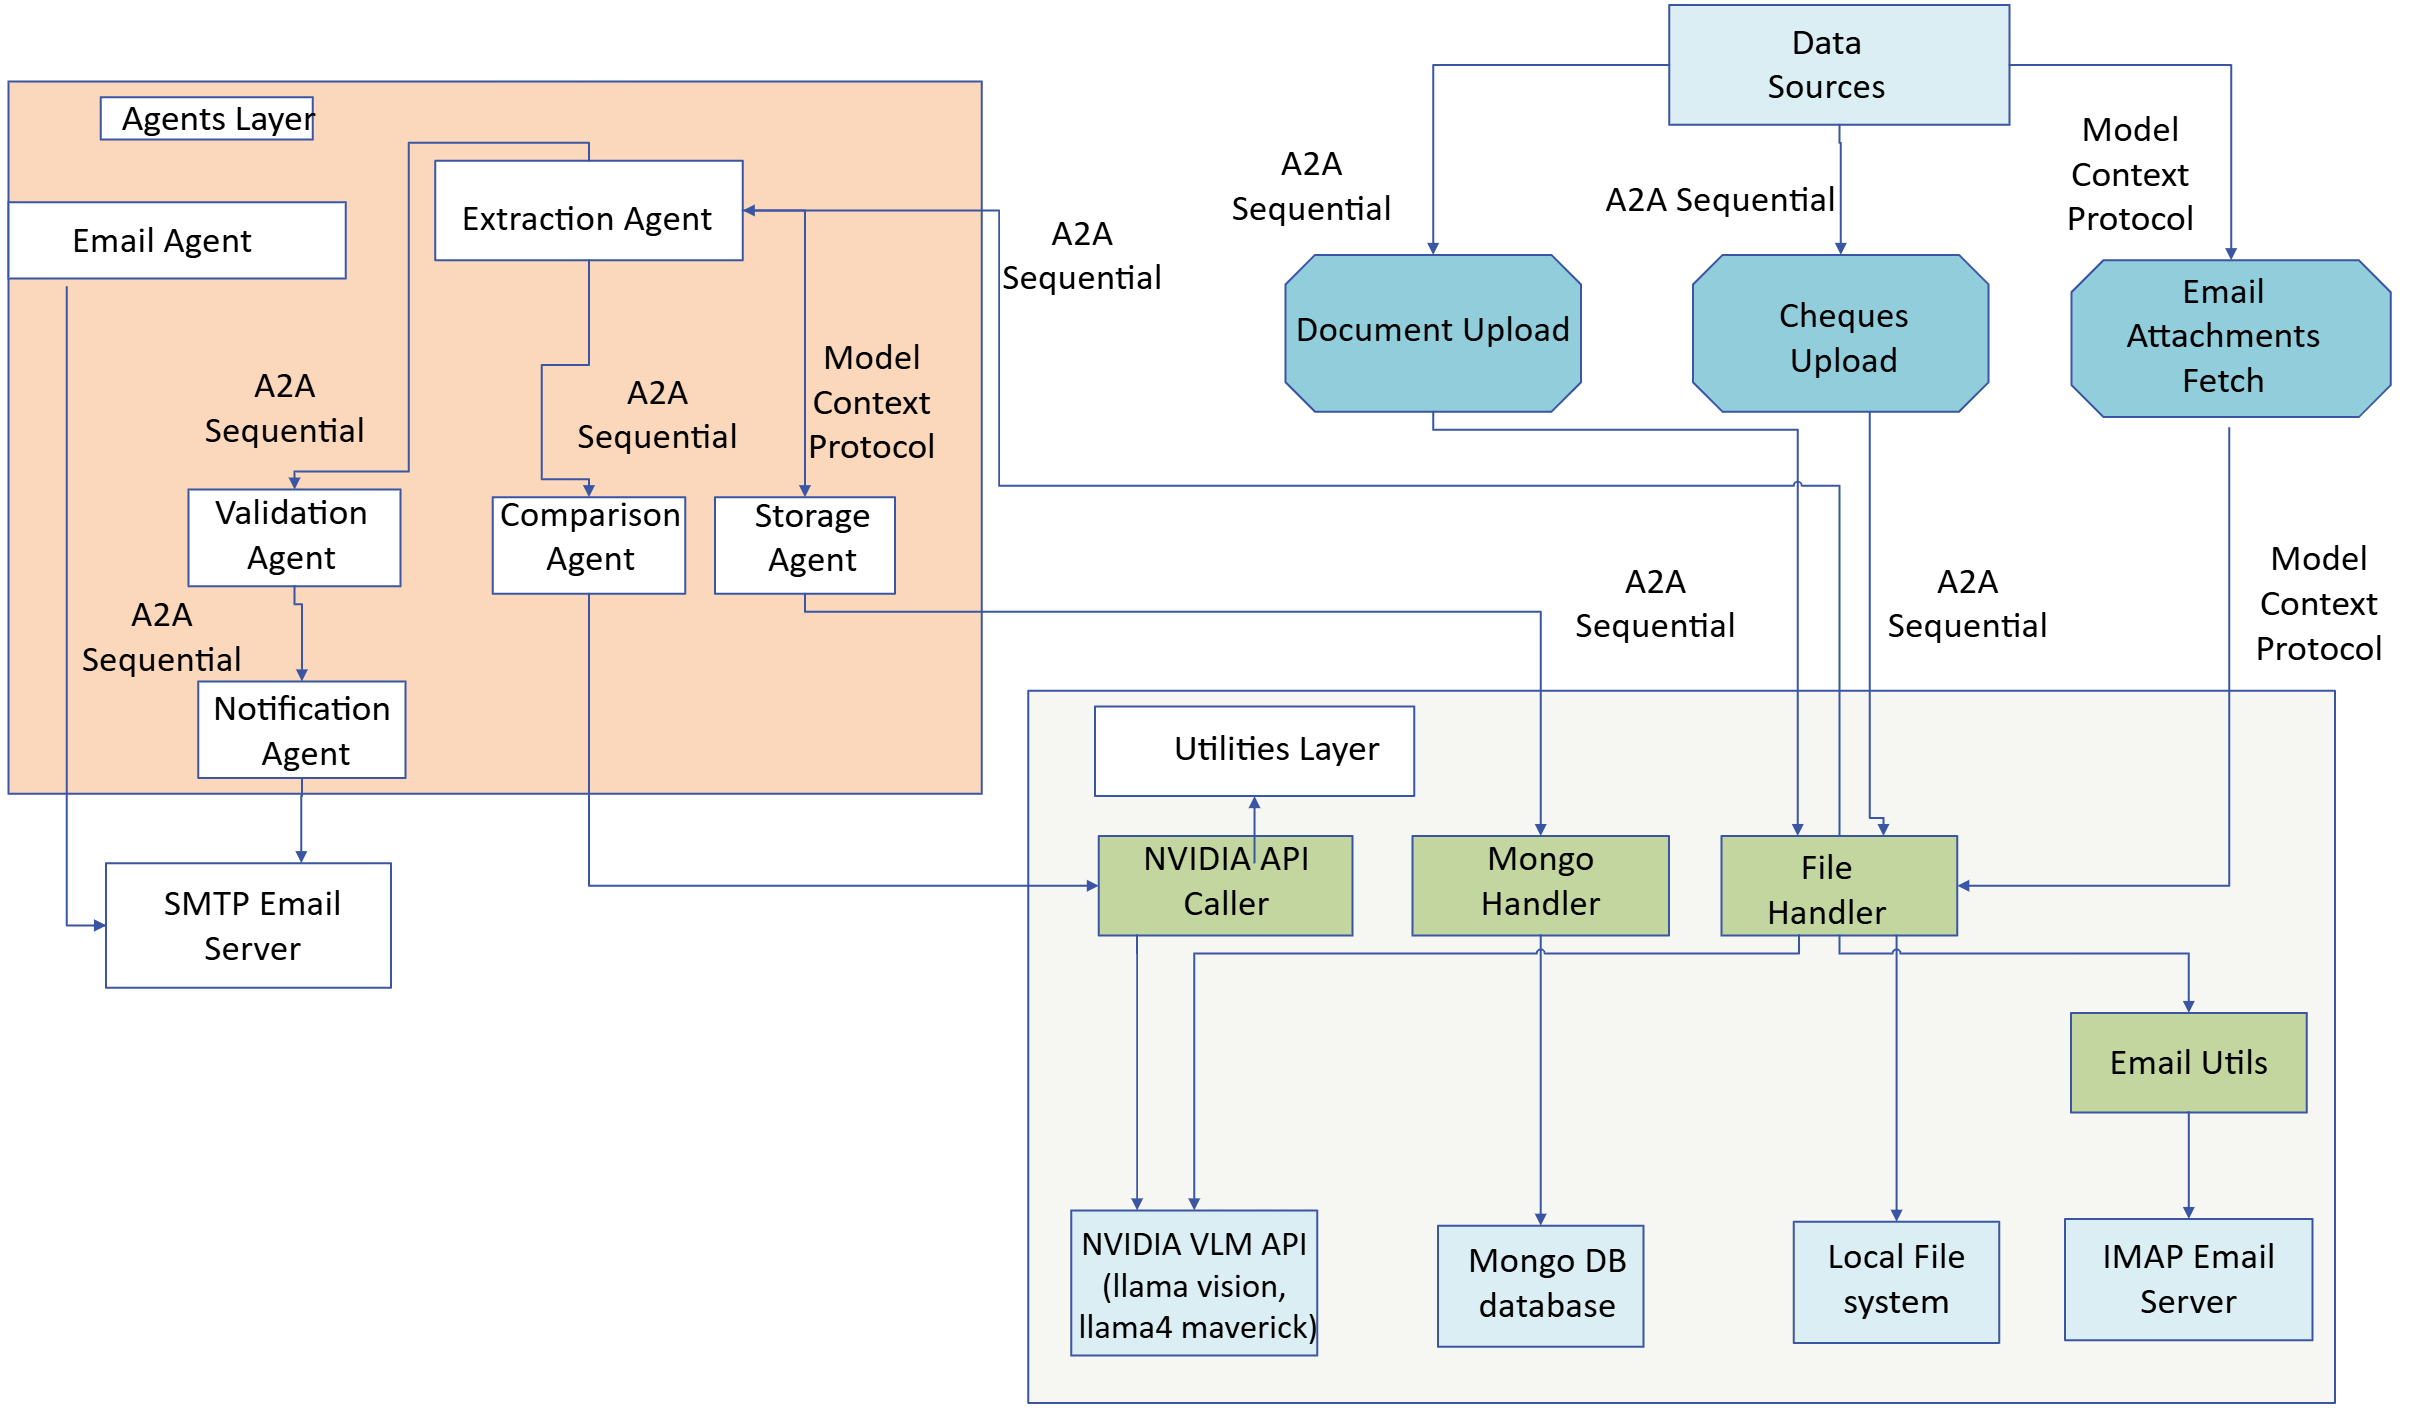 Data
Sources
Agents Layer
A2A
Sequential
A2A Sequential
Model
Context
Protocol
Email Agent
Extraction Agent
A2A
Sequential
Document Upload
Cheques
Upload
Email
Attachments
Fetch
A2A
Sequential
A2A
Sequential
Model
Context
Protocol
Validation
Agent
Comparison
Agent
Storage
Agent
A2A
Sequential
A2A
Sequential
A2A
Sequential
Model
Context
Protocol
Notification
Agent
Utilities Layer
SMTP Email
Server
NVIDIA API
Caller
Mongo
Handler
File
Handler
Email Utils
NVIDIA VLM API
(llama vision,
llama4 maverick)
Mongo DB
database
Local File
system
IMAP Email
Server